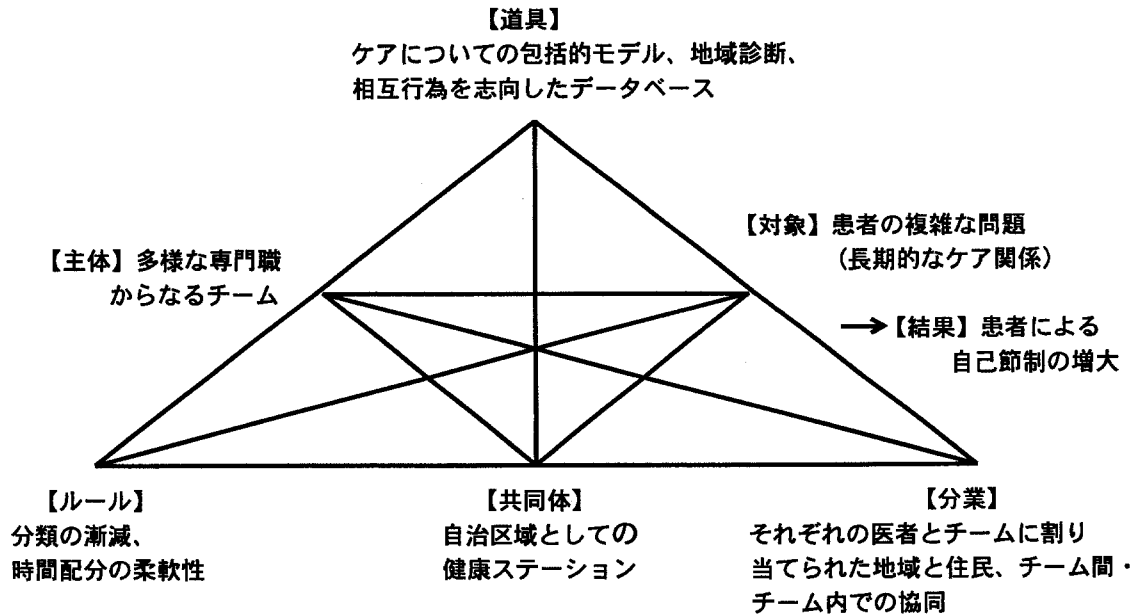 【道具】
ケアについての包括的モデル、地域診断、
相互行為を志向したデータベース
【主体】多様な専門職
からなるチーム
【対象】患者の複雑な問題
（長期的なケア関係）
→【結果】患者による
自己節制の増大
【ルール】
分類の漸減、
時間配分の柔軟性
【共同体】
自治区域としての
健康ステーション
【分業】
それぞれの医者とチームに割り
当てられた地域と住民、チーム間・
チーム内での協同